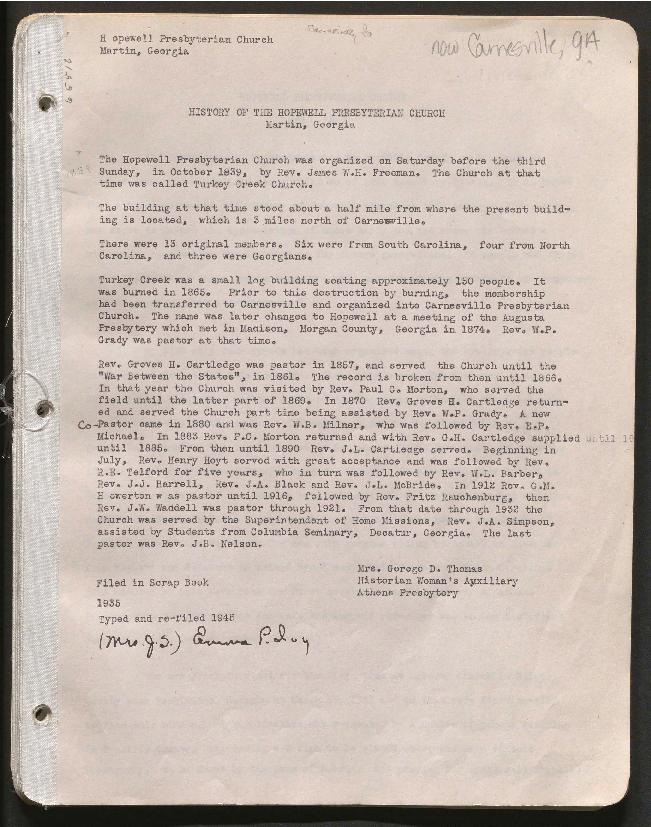 H opewell Presbyterian Church
Martin, Georgia
now Carnesville, GA
HISTORY OF THE HOPEWELL PRESBYTERIAN CHURCH
Martin, Georgia
The Hopewell Presbyterian Church was organized on Saturday before the third
Sunday, in October 1839, by Rev. James W.H. Freeman. The Church at that
time was called Turkey Creek Church.
The building at that time stood about a half mile from where the present build-
ing is located, which is 3 miles north of Carnesville.
There were 13 original members. Six were from South Carolina, four from North
Carolina, and three were Georgians.
Turkey Creek was a small log building seating approximately 150 people. It
was burned in 1865. Prior to this destruction by burning, the membership
had been transferred to Carnesville and organized into Carnesville Presbyterian
Church. The name was later changed to Hopewell at a meeting of the Augusta
Presbytery which met in Madison, Morgan County, Georgia in 1874. Rev. W.P.
Grady was pastor at that time.
Rev. Groves H. Cartledge was pastor in 1857, and served the Church until the
"War Between the States", in 1861. The record is broken from then until 1866.
In that year the Church was visited by Rev. Paul C. Morton, who served the
field until the latter part of 1869. In 1870 Rev. Groves H. Cartledge return-
ed and served the Church part time being assisted by Rev. W.P. Grady. A new
Co-Pastor came in 1880 and was Rev. W.B. Milner, who was followed by Rev. E.P.
Michael. In 1883 Rev. P.C. Morton returned and with Rev. G.H. Cartledge supplied until 18
until 1885. From then until 1890 Rev. J.L. Cartledge served. Beginning in
July, Rev. Henry Hoyt served with great acceptance and was followed by Rev.
R.E. Telford for five years, who in turn was followed by Rev. W.L. Barber,
Rev. J.J. Harrell, Rev. J.A. Black and Rev. J.L. McBride. In 1912 Rev. G.M.
H owerton w as pastor until 1916, followed by Rev. Fritz Rauchenburg, then
Rev. J.W. Waddell was pastor through 1921. From that date through 1932 the
Church was served by the Superintendent of Home Missions, Rev. J.A. Simpson,
assisted by Students from Columbia Seminary, Decatur, Georgia. The last
pastor was Rev. J.B. Nelson.
Mrs. George D. Thomas
Historian Woman's Auxiliary
Athens Presbytery
Filed in Scrap Book
1935
Typed and re-filed 1945
(Mrs. J.S.) Emma P. Ivy